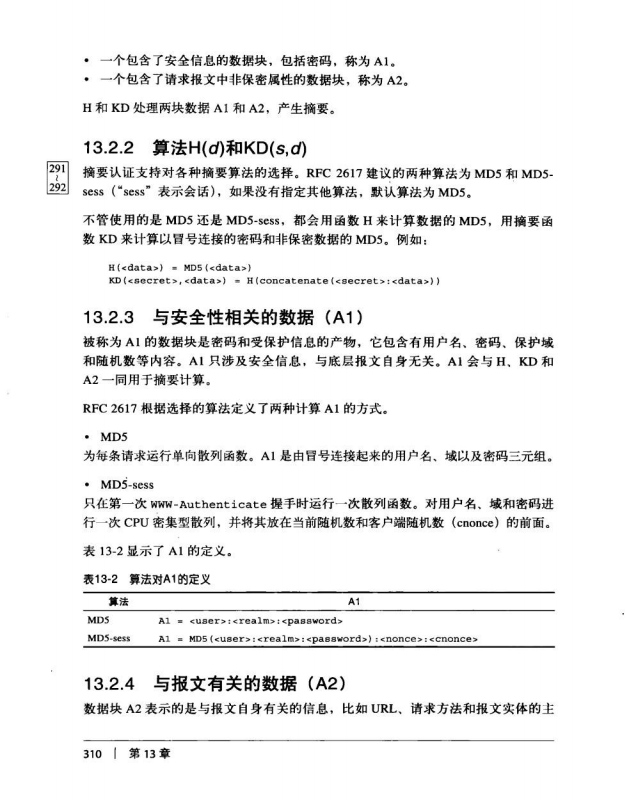 • 一个包含了安全信息的数据块，包括密码，称为 A1。
• 一个包含了请求报文中非保密属性的数据块，称为 A2。
H 和 KD 处理两块数据 A1 和 A2，产生摘要。
13.2.2 算法H(d)和KD(s,d)
291
~
292
摘要认证支持对各种摘要算法的选择。RFC 2617 建议的两种算法为 MD5 和 MD5-
sess（“sess”表示会话），如果没有指定其他算法，默认算法为 MD5。
不管使用的是 MD5 还是 MD5-sess，都会用函数 H 来计算数据的 MD5，用摘要函
数 KD 来计算以冒号连接的密码和非保密数据的 MD5。例如：
H(<data>) = MD5(<data>)
KD(<secret>,<data>) = H(concatenate(<secret>:<data>))
13.2.3 与安全性相关的数据（A1）
被称为 A1 的数据块是密码和受保护信息的产物，它包含有用户名、密码、保护域
和随机数等内容。A1 只涉及安全信息，与底层报文自身无关。A1 会与 H、KD 和
A2 一同用于摘要计算。
RFC 2617 根据选择的算法定义了两种计算 A1 的方式。
• MD5
为每条请求运行单向散列函数。A1 是由冒号连接起来的用户名、域以及密码三元组。
• MD5-sess
只在第一次 WWW-Authenticate 握手时运行一次散列函数。对用户名、域和密码进
行一次 CPU 密集型散列，并将其放在当前随机数和客户端随机数（cnonce）的前面。
表 13-2 显示了 A1 的定义。
表13-2 算法对A1的定义
算法 A1
MD5 A1 = <user>:<realm>:<password>
MD5-sess A1 = MD5(<user>:<realm>:<password>):<nonce>:<cnonce>
13.2.4 与报文有关的数据（A2）
数据块 A2 表示的是与报文自身有关的信息，比如 URL、请求方法和报文实体的主
310 | 第 13 章